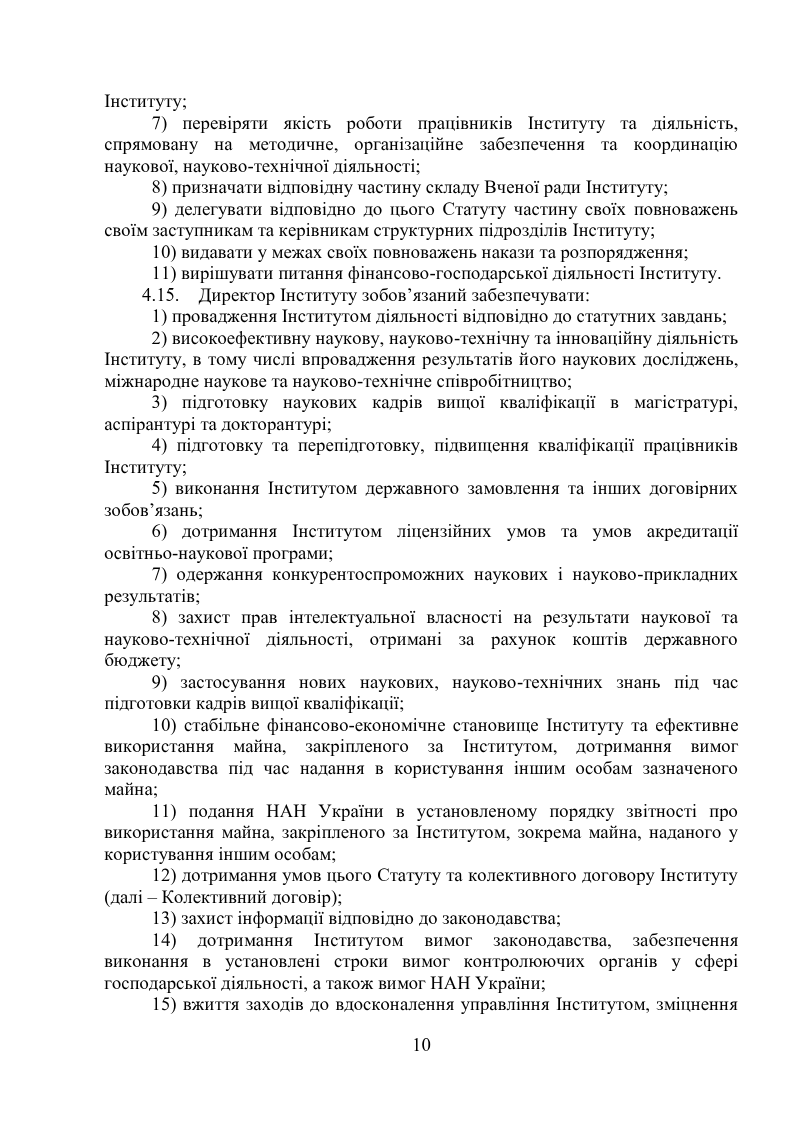 Інституту;
7) перевіряти якість роботи працівників Інституту та діяльність,
спрямовану на методичне, організаційне забезпечення та координацію
наукової, науково-технічної діяльності;
8) призначати відповідну частину складу Вченої ради Інституту;
9) делегувати відповідно до цього Статуту частину своїх повноважень
своїм заступникам та керівникам структурних підрозділів Інституту;
10) видавати у межах своїх повноважень накази та розпорядження;
11) вирішувати питання фінансово-господарської діяльності Інституту.
4.15. Директор Інституту зобов’язаний забезпечувати:
1) провадження Інститутом діяльності відповідно до статутних завдань;
2) високоефективну наукову, науково-технічну та інноваційну діяльність
Інституту, в тому числі впровадження результатів його наукових досліджень,
міжнародне наукове та науково-технічне співробітництво;
3) підготовку наукових кадрів вищої кваліфікації в магістратурі,
аспірантурі та докторантурі;
4) підготовку та перепідготовку, підвищення кваліфікації працівників
Інституту;
5) виконання Інститутом державного замовлення та інших договірних
зобов’язань;
6) дотримання Інститутом ліцензійних умов та умов акредитації
освітньо-наукової програми;
7) одержання конкурентоспроможних наукових і науково-прикладних
результатів;
8) захист прав інтелектуальної власності на результати наукової та
науково-технічної діяльності, отримані за рахунок коштів державного
бюджету;
9) застосування нових наукових, науково-технічних знань під час
підготовки кадрів вищої кваліфікації;
10) стабільне фінансово-економічне становище Інституту та ефективне
використання майна, закріпленого за Інститутом, дотримання вимог
законодавства під час надання в користування іншим особам зазначеного
майна;
11) подання НАН України в установленому порядку звітності про
використання майна, закріпленого за Інститутом, зокрема майна, наданого у
користування іншим особам;
12) дотримання умов цього Статуту та колективного договору Інституту
(далі – Колективний договір);
13) захист інформації відповідно до законодавства;
14) дотримання Інститутом вимог законодавства, забезпечення
виконання в установлені строки вимог контролюючих органів у сфері
господарської діяльності, а також вимог НАН України;
15) вжиття заходів до вдосконалення управління Інститутом, зміцнення
10